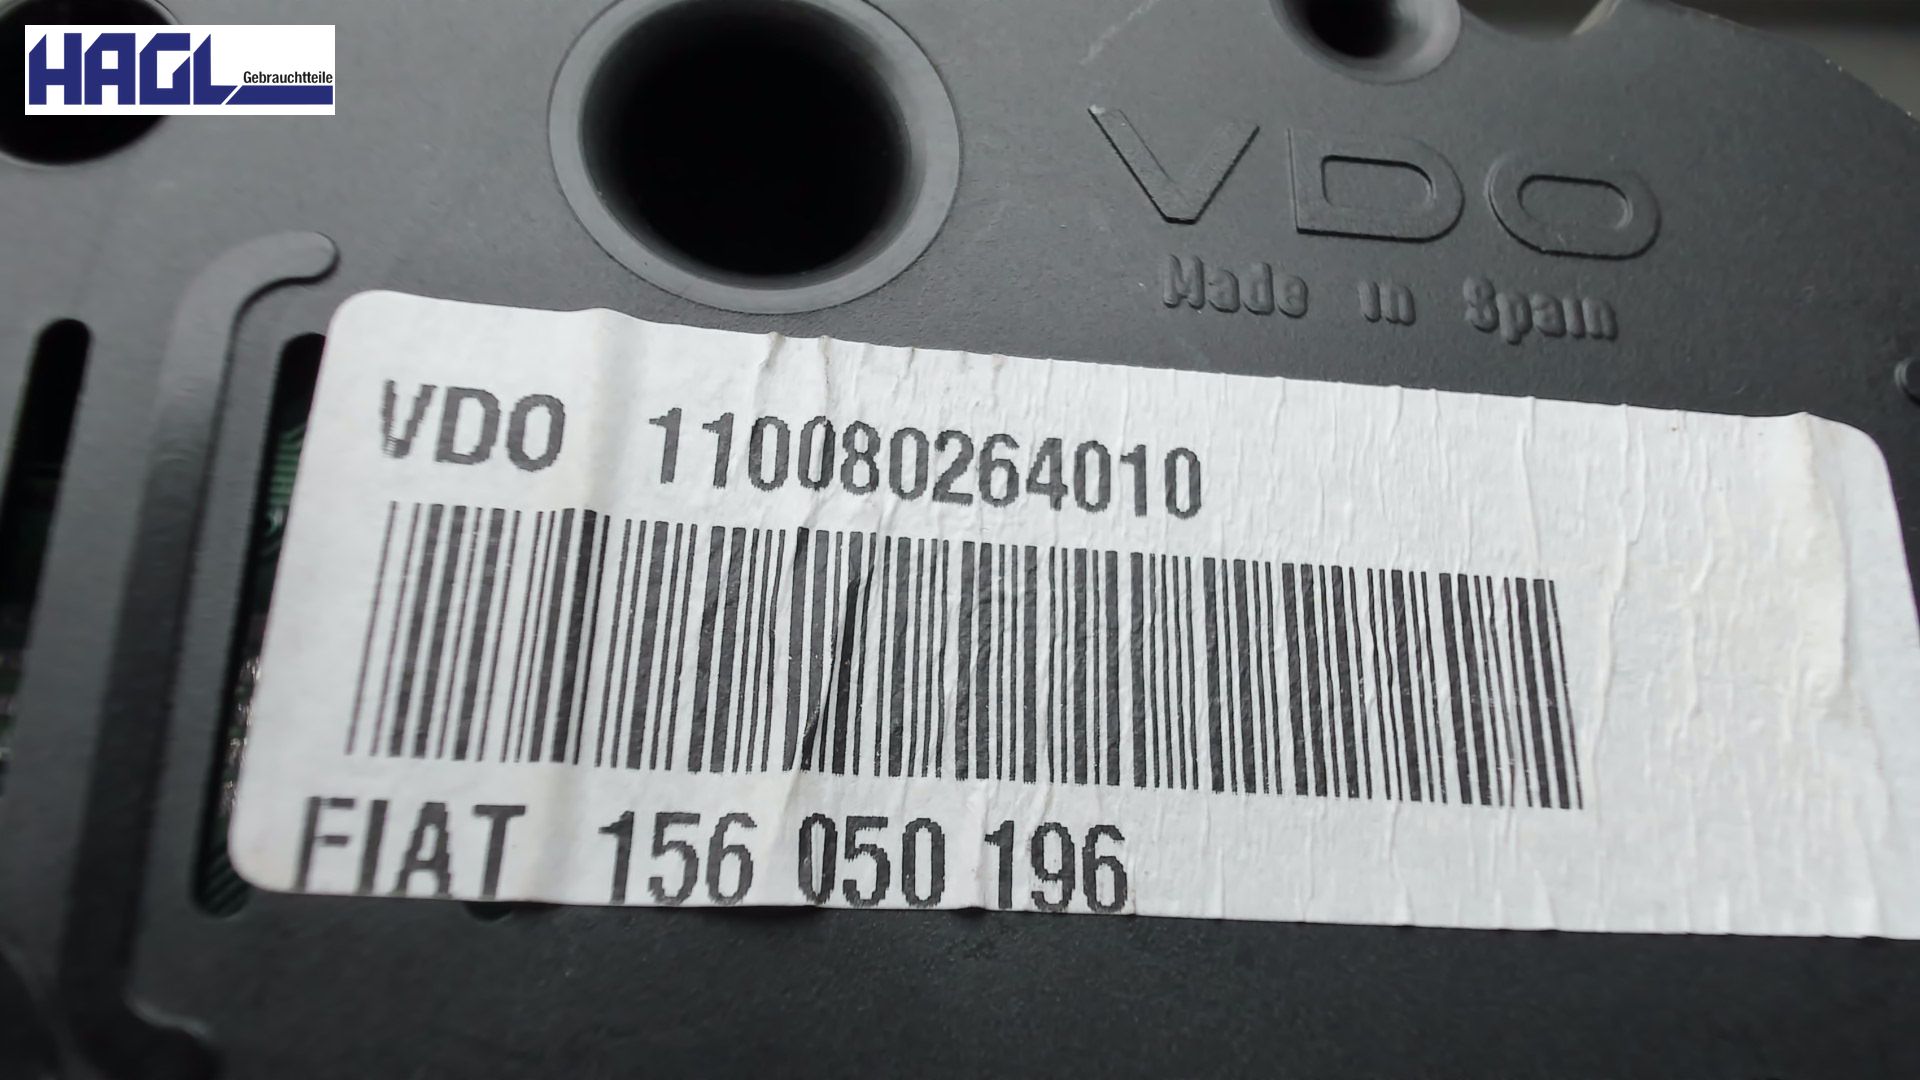 HAGL
Gebrauchtteile
VDO
Made in Spain
VDO 110080264010
FIAT 156 050 196